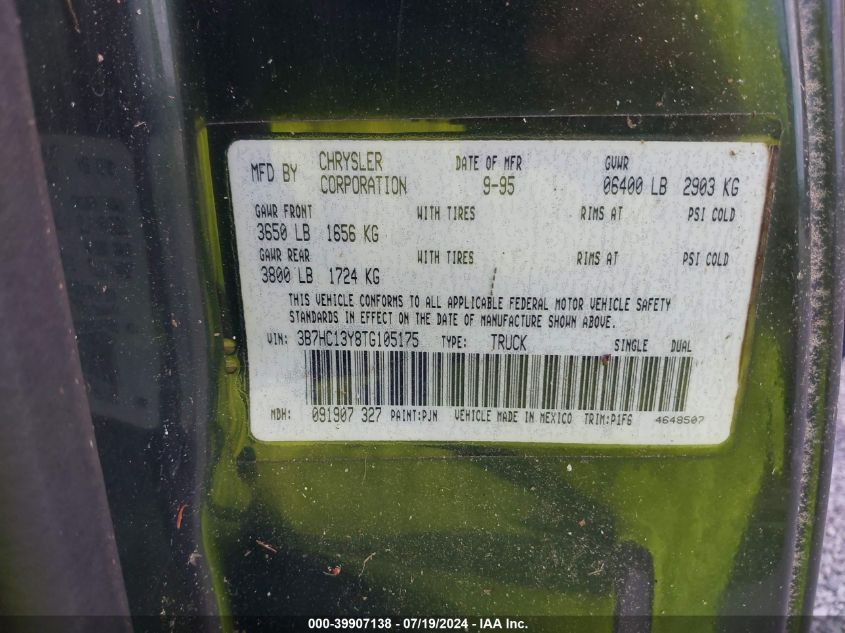 MFD BY CHRYSLER CORPORATION DATE OF MFR 9-95 GVWR 06400 LB 2903 KG
GAWR FRONT WITH TIRES RIMS AT PSI COLD
3650 LB 1656 KG
GAWR REAR WITH TIRES RIMS AT PSI COLD
3800 LB 1724 KG
THIS VEHICLE CONFORMS TO ALL APPLICABLE FEDERAL MOTOR VEHICLE SAFETY
STANDARDS IN EFFECT ON THE DATE OF MANUFACTURE SHOWN ABOVE.
VIN: 3B7HC13Y8TG105175 TYPE: TRUCK SINGLE DUAL
MDH: 091907 327 PAINT:PJN VEHICLE MADE IN MEXICO TRIM:P1F6 4648507
000-39907138 - 07/19/2024 - IAA Inc.